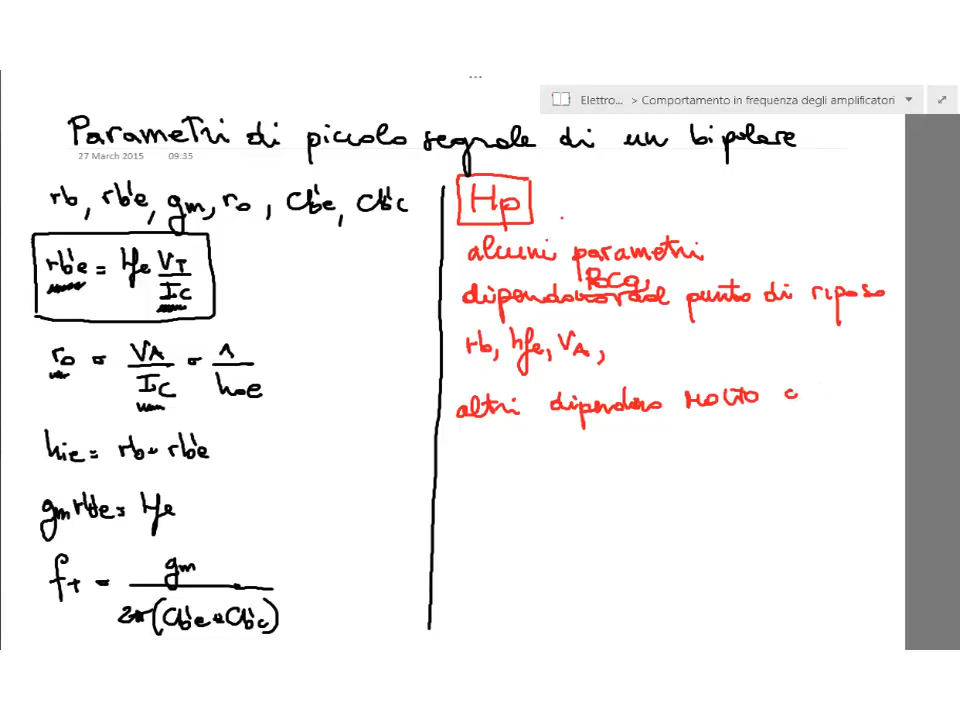 ...
Elettro... > Comportamento in frequenza degli amplificatori
Parametri di piccolo segnale di un bipolare
27 March 2015 09:35
rb, rb'e, gm, ro, Cb'e, Cb'c
rb'e = hfe VT / IC
ro = VA / IC = 1 / hoe
hie = rb + rb'e
gm rb'e = hfe
fT = gm / 2π(Cb'e + Cb'c)
Hp
alcuni parametri
poco
dipendono dal punto di riposo
rb, hfe, VA,
altri dipendono MOLTO